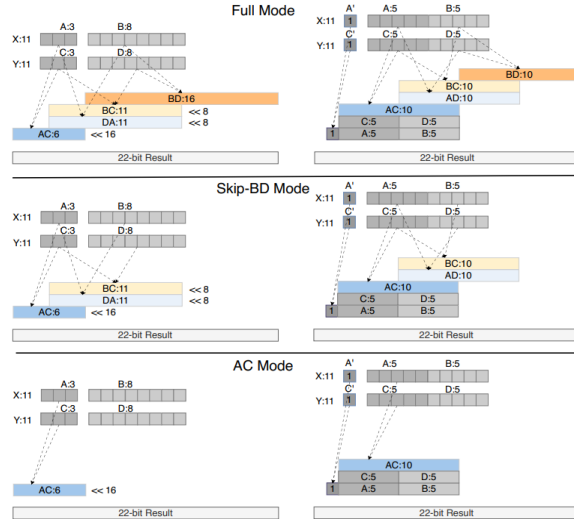 Full Mode
A:3 B:8
X:11
C:3 D:8
Y:11
BD:16
BC:11 << 8
DA:11 << 8
AC:6 << 16
22-bit Result
A' A:5 B:5
X:11 1
C' C:5 D:5
Y:11 1
BD:10
BC:10
AD:10
AC:10
C:5 D:5
1 A:5 B:5
22-bit Result
Skip-BD Mode
A:3 B:8
X:11
C:3 D:8
Y:11
BC:11 << 8
DA:11 << 8
AC:6 << 16
22-bit Result
A' A:5 B:5
X:11 1
C' C:5 D:5
Y:11 1
BC:10
AD:10
AC:10
C:5 D:5
1 A:5 B:5
22-bit Result
AC Mode
A:3 B:8
X:11
C:3 D:8
Y:11
AC:6 << 16
22-bit Result
A' A:5 B:5
X:11 1
C' C:5 D:5
Y:11 1
AC:10
C:5 D:5
1 A:5 B:5
22-bit Result